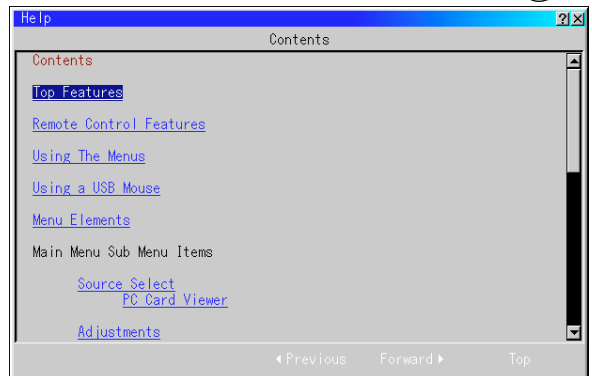 Help
Contents
Contents
Top Features
Remote Control Features
Using The Menus
Using a USB Mouse
Menu Elements
Main Menu Sub Menu Items
Source Select
PC Card Viewer
Adjustments
Previous Forward Top